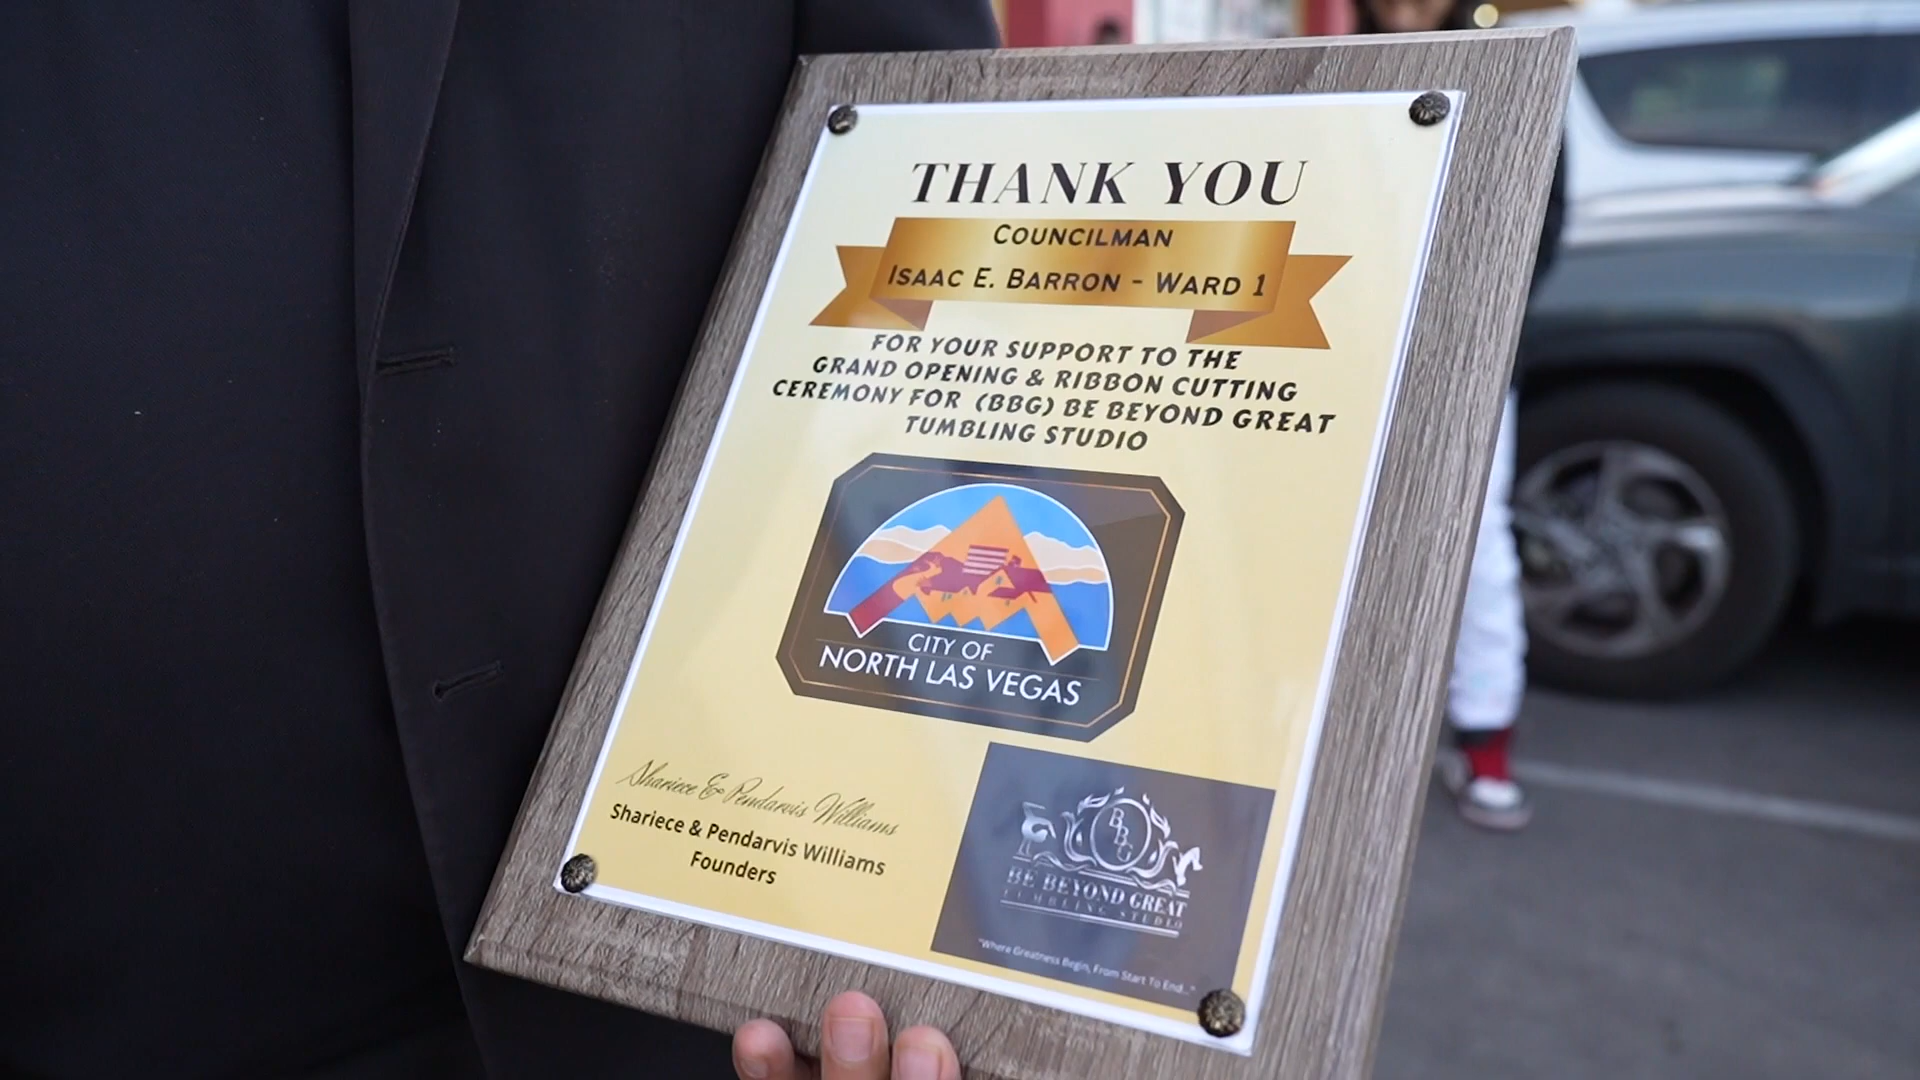 THANK YOU
COUNCILMAN
ISAAC E. BARRON - WARD 1
FOR YOUR SUPPORT TO THE
GRAND OPENING & RIBBON CUTTING
CEREMONY FOR (BBG) BE BEYOND GREAT
TUMBLING STUDIO
CITY OF
NORTH LAS VEGAS
Shariece & Pendarvis Williams
Shariece & Pendarvis Williams
Founders
BBG
BE BEYOND GREAT
TUMBLING STUDIO
"Where Greatness Begin, From Start To End..."